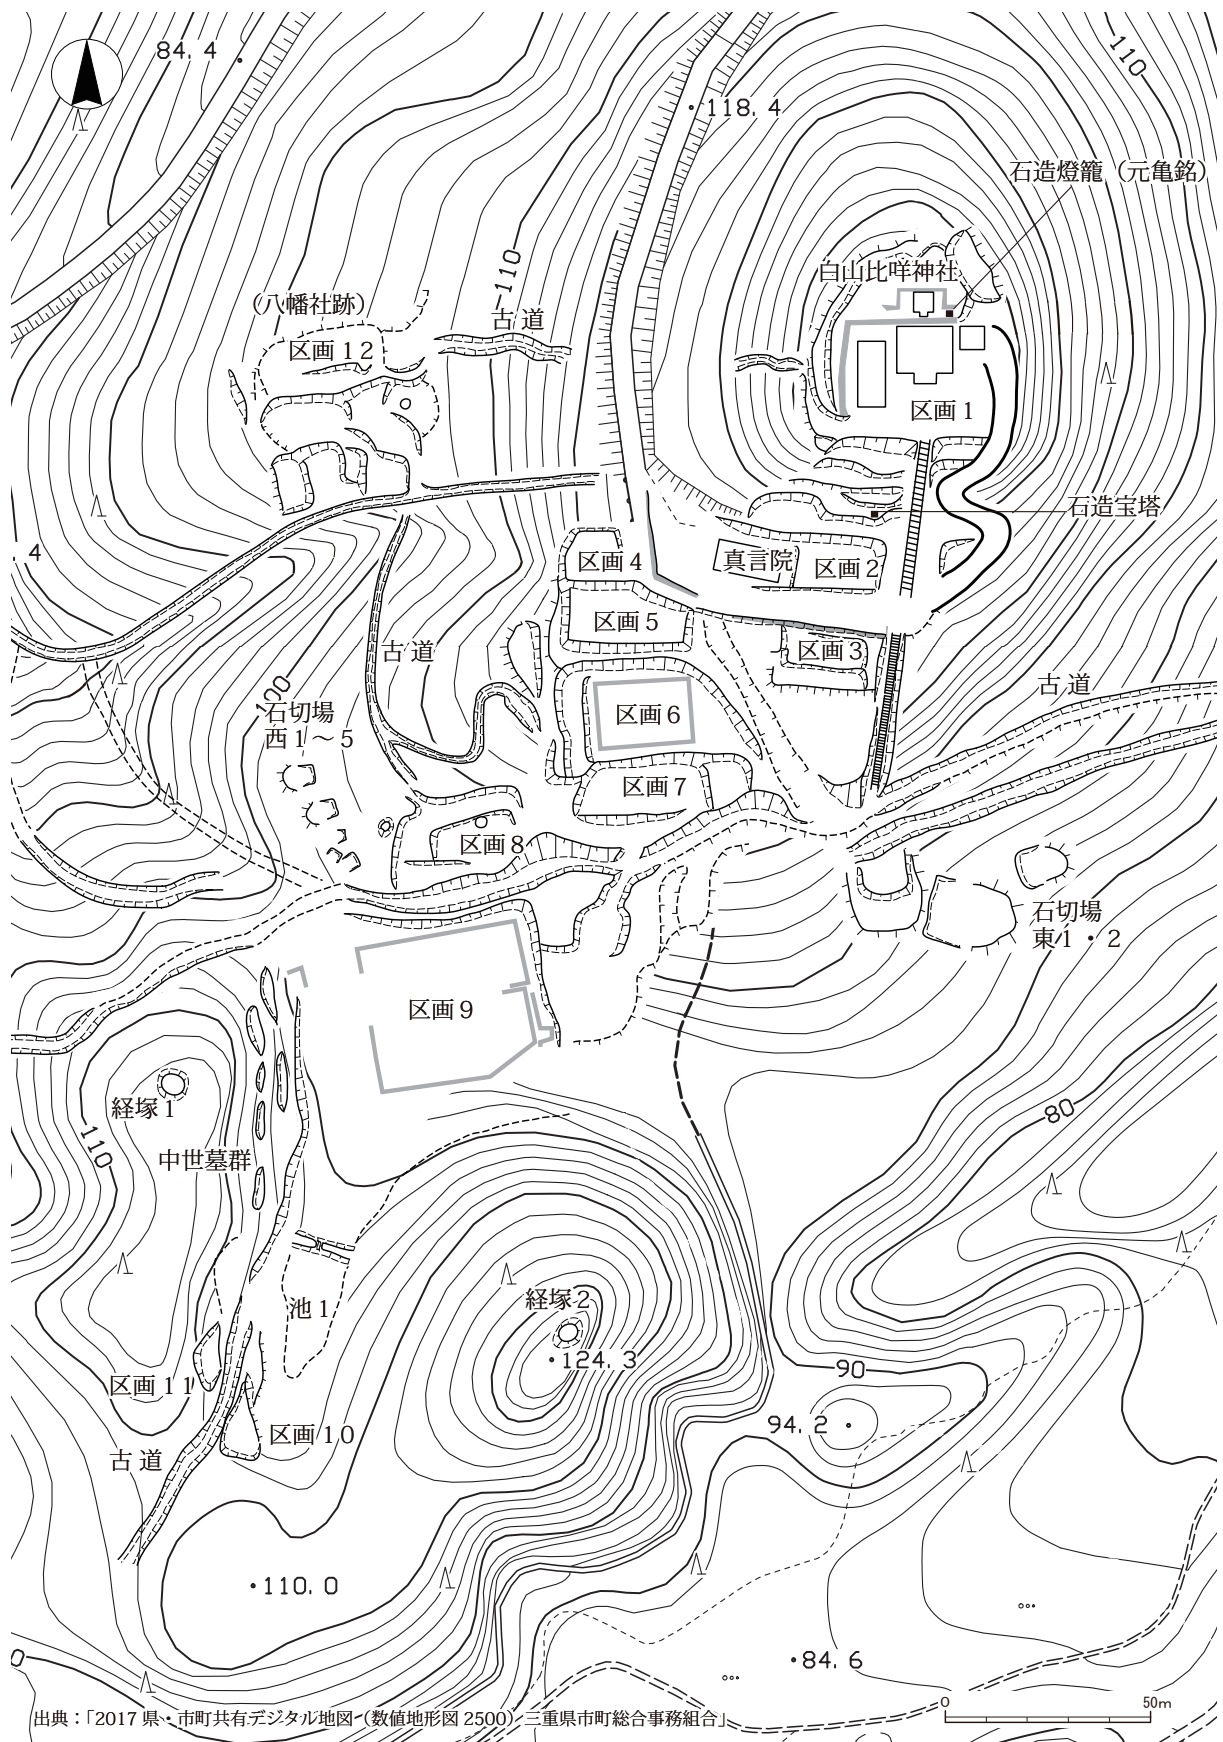 84.4
110
118.4
石造燈籠（元亀銘）
白山比咩神社
110
（八幡社跡）
古道
区画12
区画1
石造宝塔
.4
区画4
真言院
区画2
区画5
区画3
古道
古道
100
石切場
西1～5
区画6
区画7
区画8
石切場
東1・2
区画9
経塚1
80
110
中世墓群
経塚2
池1
124.3
90
区画11
94.2
区画10
古道
110.0
0
84.6
0
50m
出典：「2017県・市町共有デジタル地図（数値地形図2500）三重県市町総合事務組合」